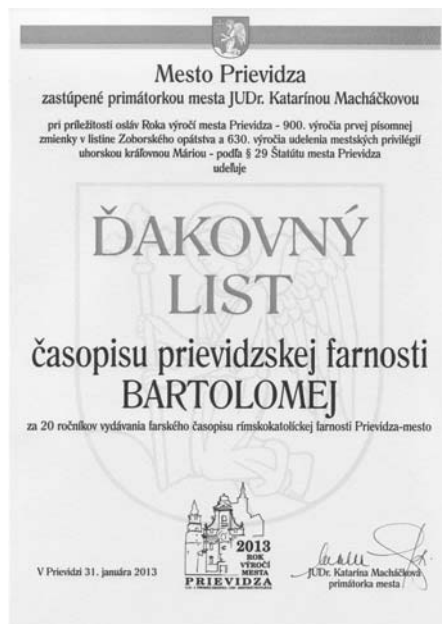 Mesto Prievidza
zastúpené primátorkou mesta JUDr. Katarínou Macháčkovou
pri príležitosti osláv Roka výročí mesta Prievidza - 900. výročia prvej písomnej
zmienky v listine Zoborského opátstva a 630. výročia udelenia mestských privilégií
uhorskou kráľovnou Máriou - podľa § 29 Štatútu mesta Prievidza
udeľuje
ĎAKOVNÝ
LIST
časopisu prievidzskej farnosti
BARTOLOMEJ
za 20 ročníkov vydávania farského časopisu rímskokatolíckej farnosti Prievidza-mesto
2013
ROK
VÝROČÍ
MESTA
PRIEVIDZA
V Prievidzi 31. januára 2013
JUDr. Katarína Macháčková
primátorka mesta